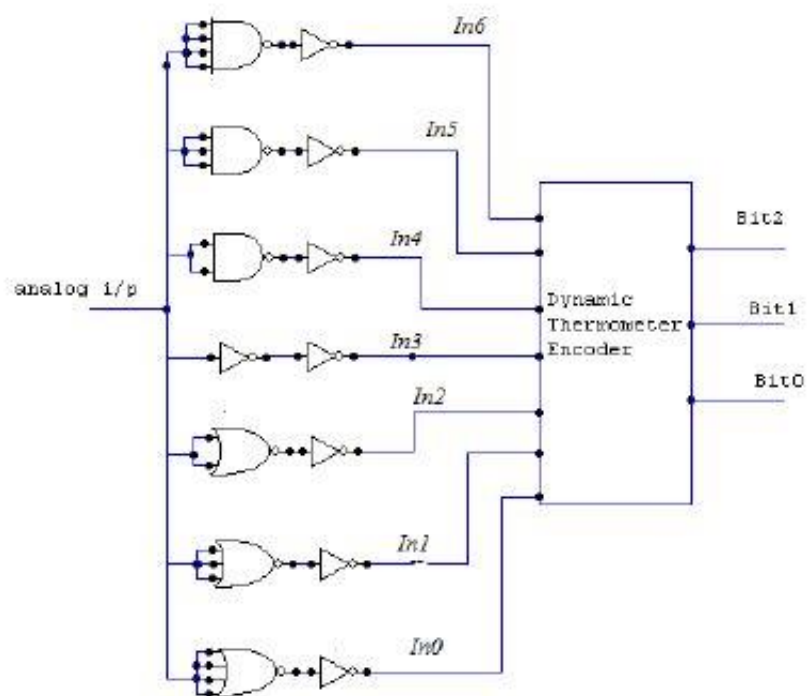 In6
In5
Bit2
In4
analog i/p
Dynamic
Thermometer
Encoder
Bit1
In3
Bit0
In2
In1
In0